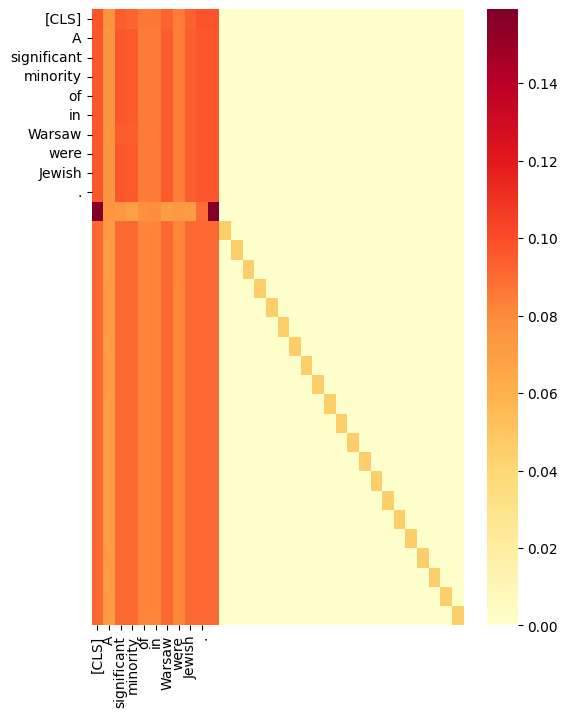 [CLS]
A
significant
minority
of
in
Warsaw
were
Jewish
.
0.14
0.12
0.10
0.08
0.06
0.04
0.02
0.00
[CLS]
A
significant
minority
of
in
Warsaw
were
Jewish
.